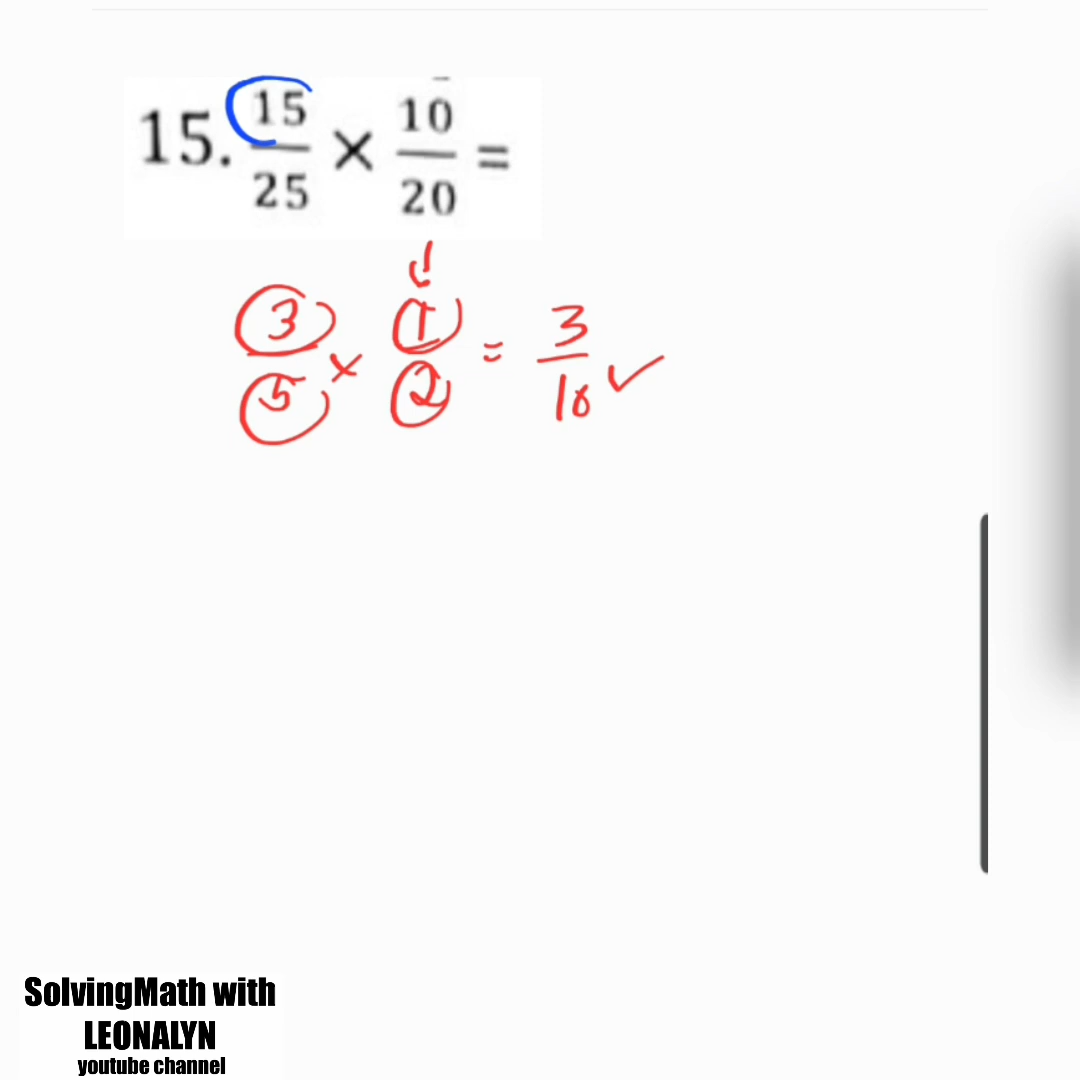 15. 15/25 × 10/20 =
3/5 × 1/2 = 3/10 ✓
SolvingMath with
LEONALYN
youtube channel